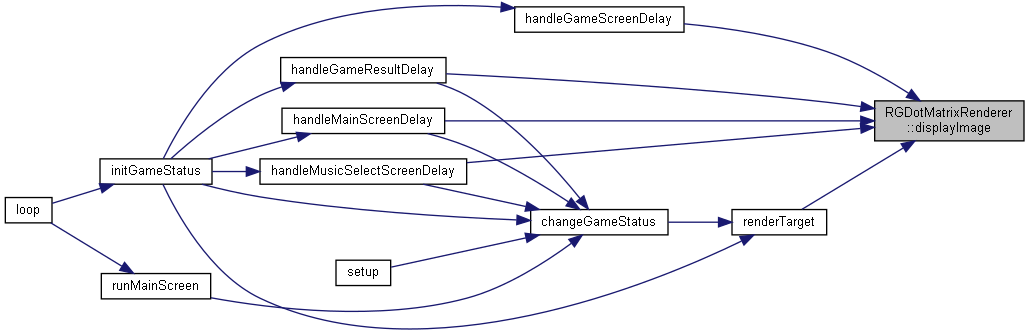 handleGameScreenDelay
handleGameResultDelay
RGDotMatrixRenderer
::displayImage
handleMainScreenDelay
initGameStatus
handleMusicSelectScreenDelay
loop
changeGameStatus
renderTarget
setup
runMainScreen